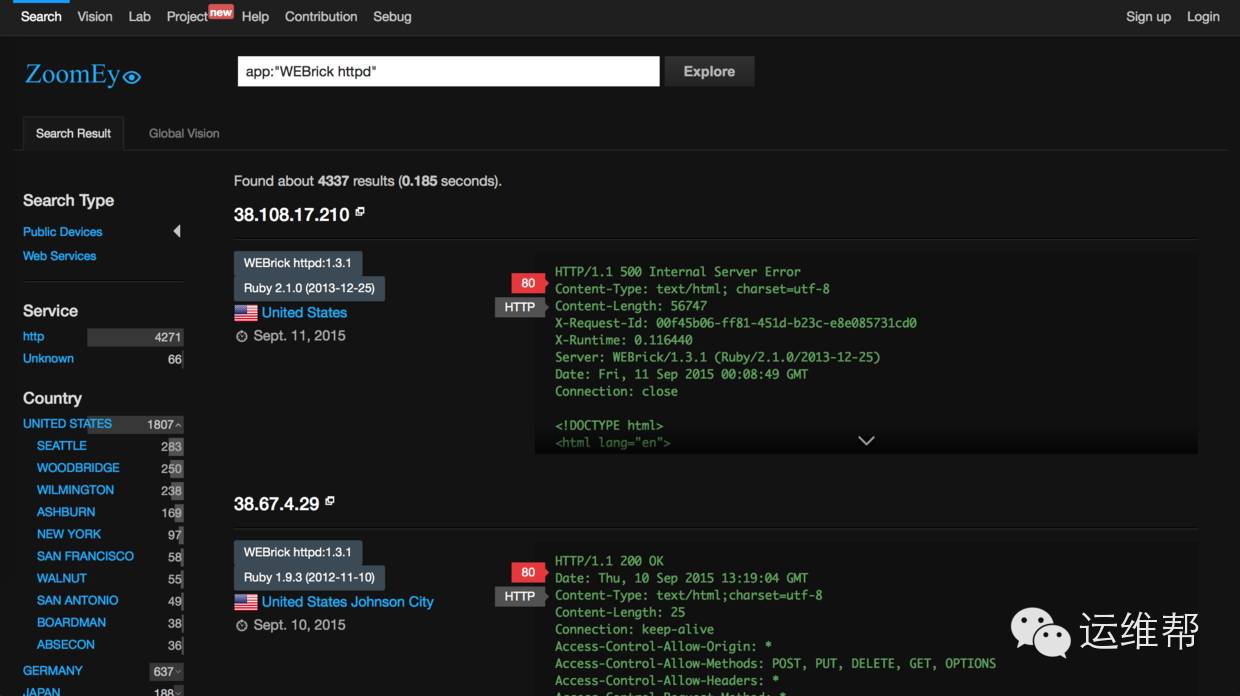 Search Vision Lab Project new Help Contribution Sebug Sign up Login
ZoomEy
app:"WEBrick httpd" Explore
Search Result Global Vision
Found about 4337 results (0.185 seconds).
Search Type
Public Devices
Web Services
Service
http 4271
Unknown 66
Country
UNITED STATES 1807
SEATTLE 283
WOODBRIDGE 250
WILMINGTON 238
ASHBURN 169
NEW YORK 97
SAN FRANCISCO 58
WALNUT 55
SAN ANTONIO 49
BOARDMAN 38
ABSECON 36
GERMANY 637
JAPAN 188
38.108.17.210
WEBrick httpd:1.3.1
Ruby 2.1.0 (2013-12-25)
United States
Sept. 11, 2015
80
HTTP
HTTP/1.1 500 Internal Server Error
Content-Type: text/html; charset=utf-8
Content-Length: 56747
X-Request-Id: 00f45b06-ff81-451d-b23c-e8e085731cd0
X-Runtime: 0.116440
Server: WEBrick/1.3.1 (Ruby/2.1.0/2013-12-25)
Date: Fri, 11 Sep 2015 00:08:49 GMT
Connection: close
<!DOCTYPE html>
<html lang="en">
38.67.4.29
WEBrick httpd:1.3.1
Ruby 1.9.3 (2012-11-10)
United States Johnson City
Sept. 10, 2015
80
HTTP
HTTP/1.1 200 OK
Date: Thu, 10 Sep 2015 13:19:04 GMT
Content-Type: text/html;charset=utf-8
Content-Length: 25
Connection: keep-alive
Access-Control-Allow-Origin: *
Access-Control-Allow-Methods: POST, PUT, DELETE, GET, OPTIONS
Access-Control-Allow-Headers: *
Access-Control-Request-Method: *
运维帮